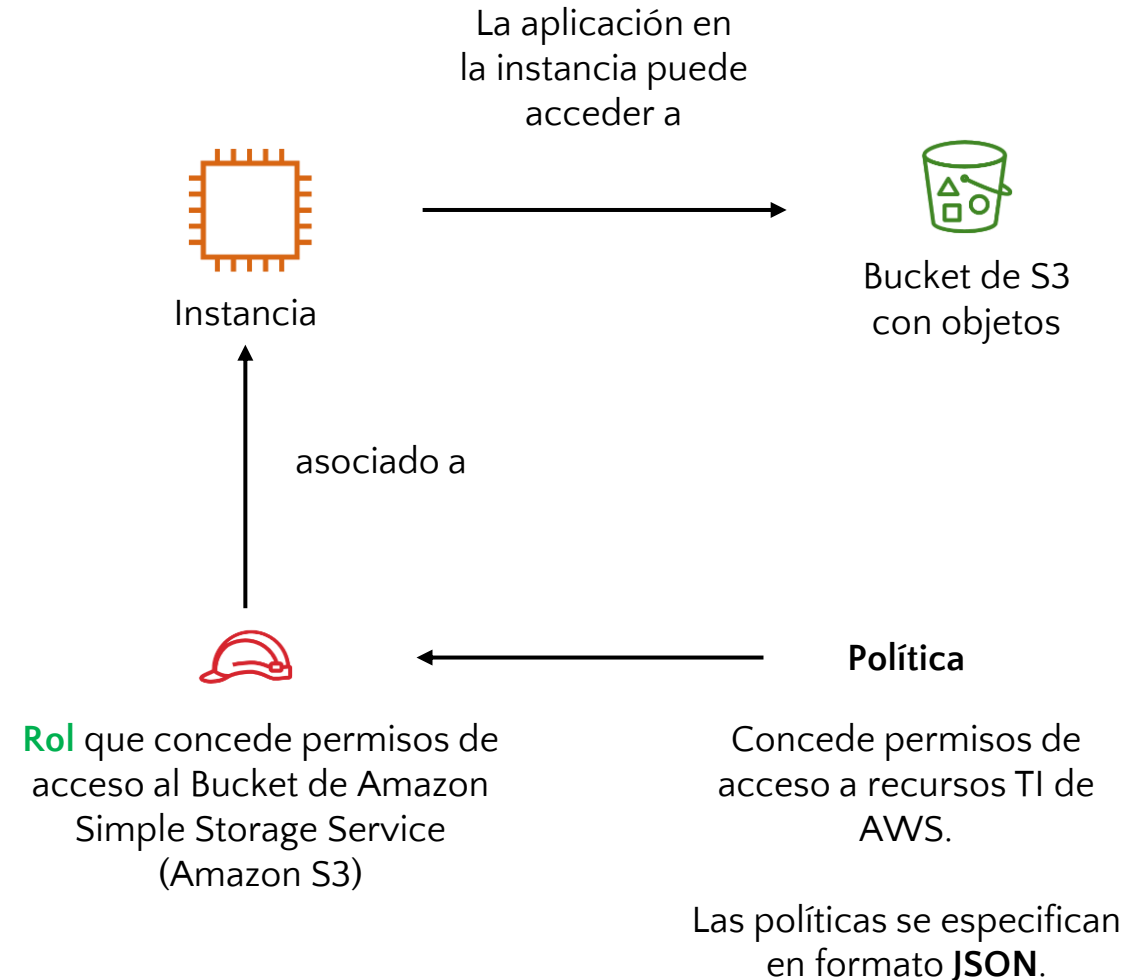 La aplicación en
la instancia puede
acceder a
Instancia
Bucket de S3
con objetos
asociado a
Política
Rol que concede permisos de
acceso al Bucket de Amazon
Simple Storage Service
(Amazon S3)
Concede permisos de
acceso a recursos TI de
AWS.
Las políticas se especifican
en formato JSON.